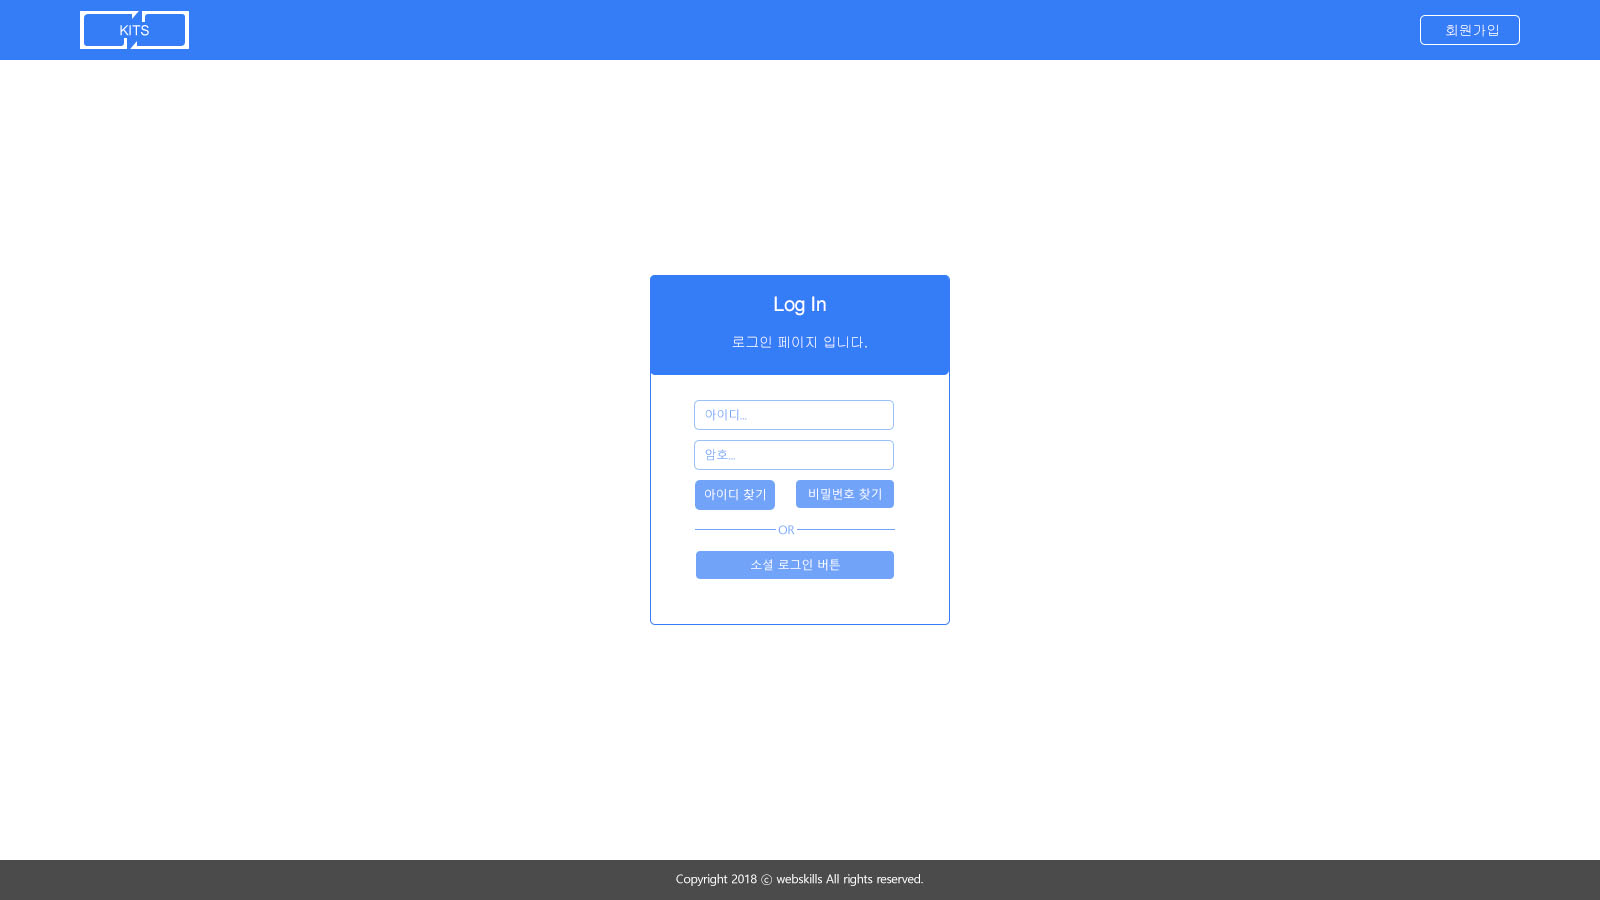 KITS
회원가입
Log In
로그인 페이지 입니다.
아이디...
암호...
아이디 찾기
비밀번호 찾기
OR
소셜 로그인 버튼
Copyright 2018 ⓒ webskills All rights reserved.